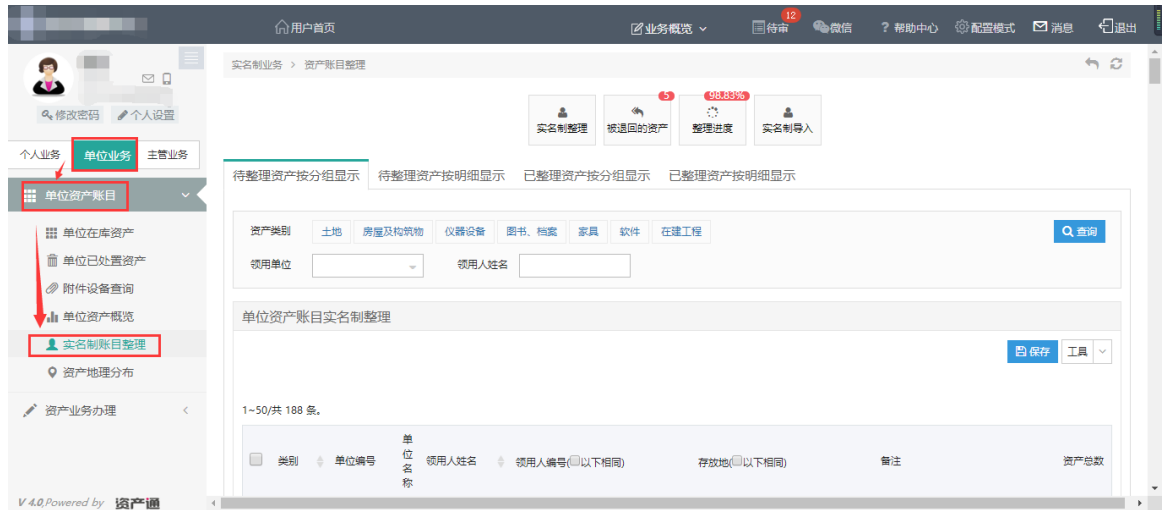 用户首页 业务概览 待审 12 微信 ? 帮助中心 配置模式 消息 退出
修改密码 个人设置
个人业务 单位业务 主管业务
单位资产账目
单位在库资产
单位已处置资产
附件设备查询
单位资产概览
实名制账目整理
资产地理分布
资产业务办理
V 4.0,Powered by 资产通
实名制业务 > 资产账目整理
5 98.83%
实名制整理 被退回的资产 整理进度 实名制导入
待整理资产按分组显示 待整理资产按明细显示 已整理资产按分组显示 已整理资产按明细显示
资产类别 土地 房屋及构筑物 仪器设备 图书、档案 家具 软件 在建工程 查询
领用单位 领用人姓名
单位资产账目实名制整理
保存 工具
1~50/共 188 条。
类别 单位编号 单位名称 领用人姓名 领用人编号(以下相同) 存放地(以下相同) 备注 资产总数